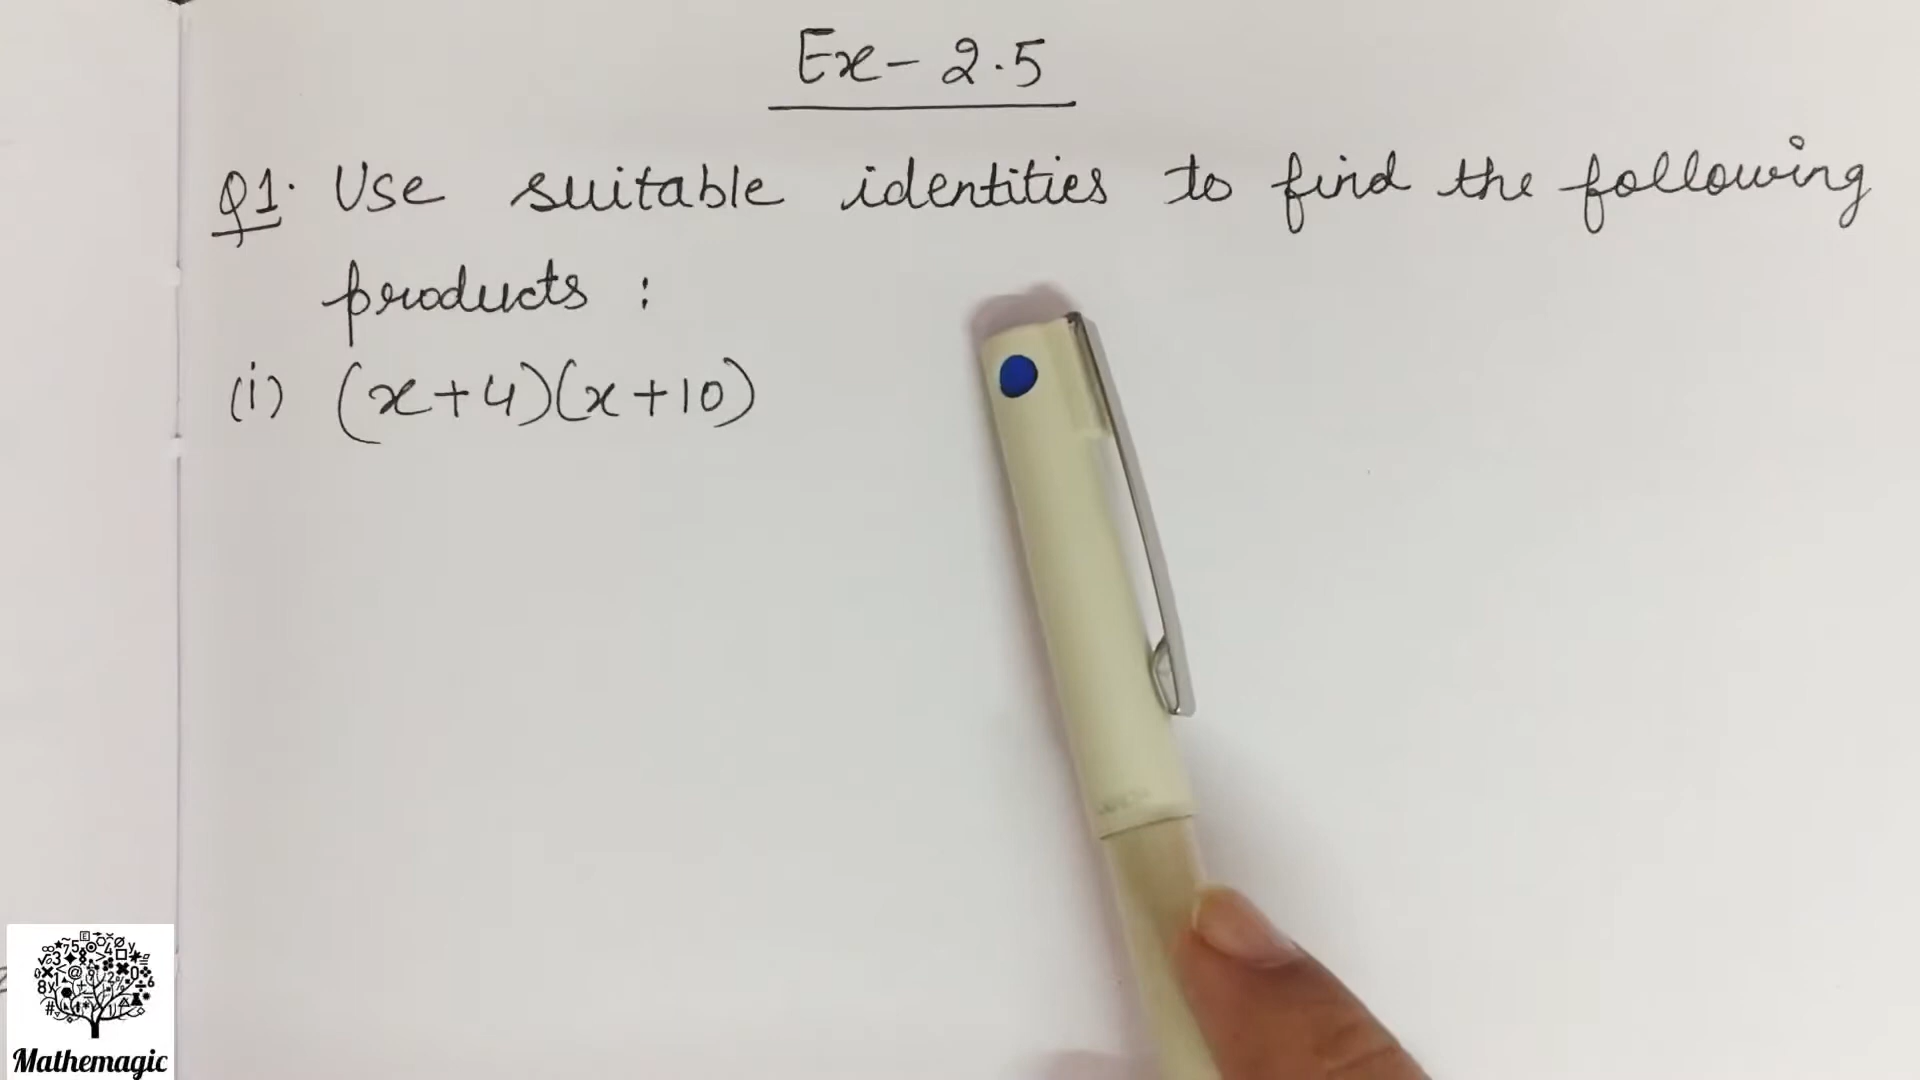 Ex - 2.5
Q1. Use suitable identities to find the following
products :
(i) (x+4)(x+10)
Mathemagic